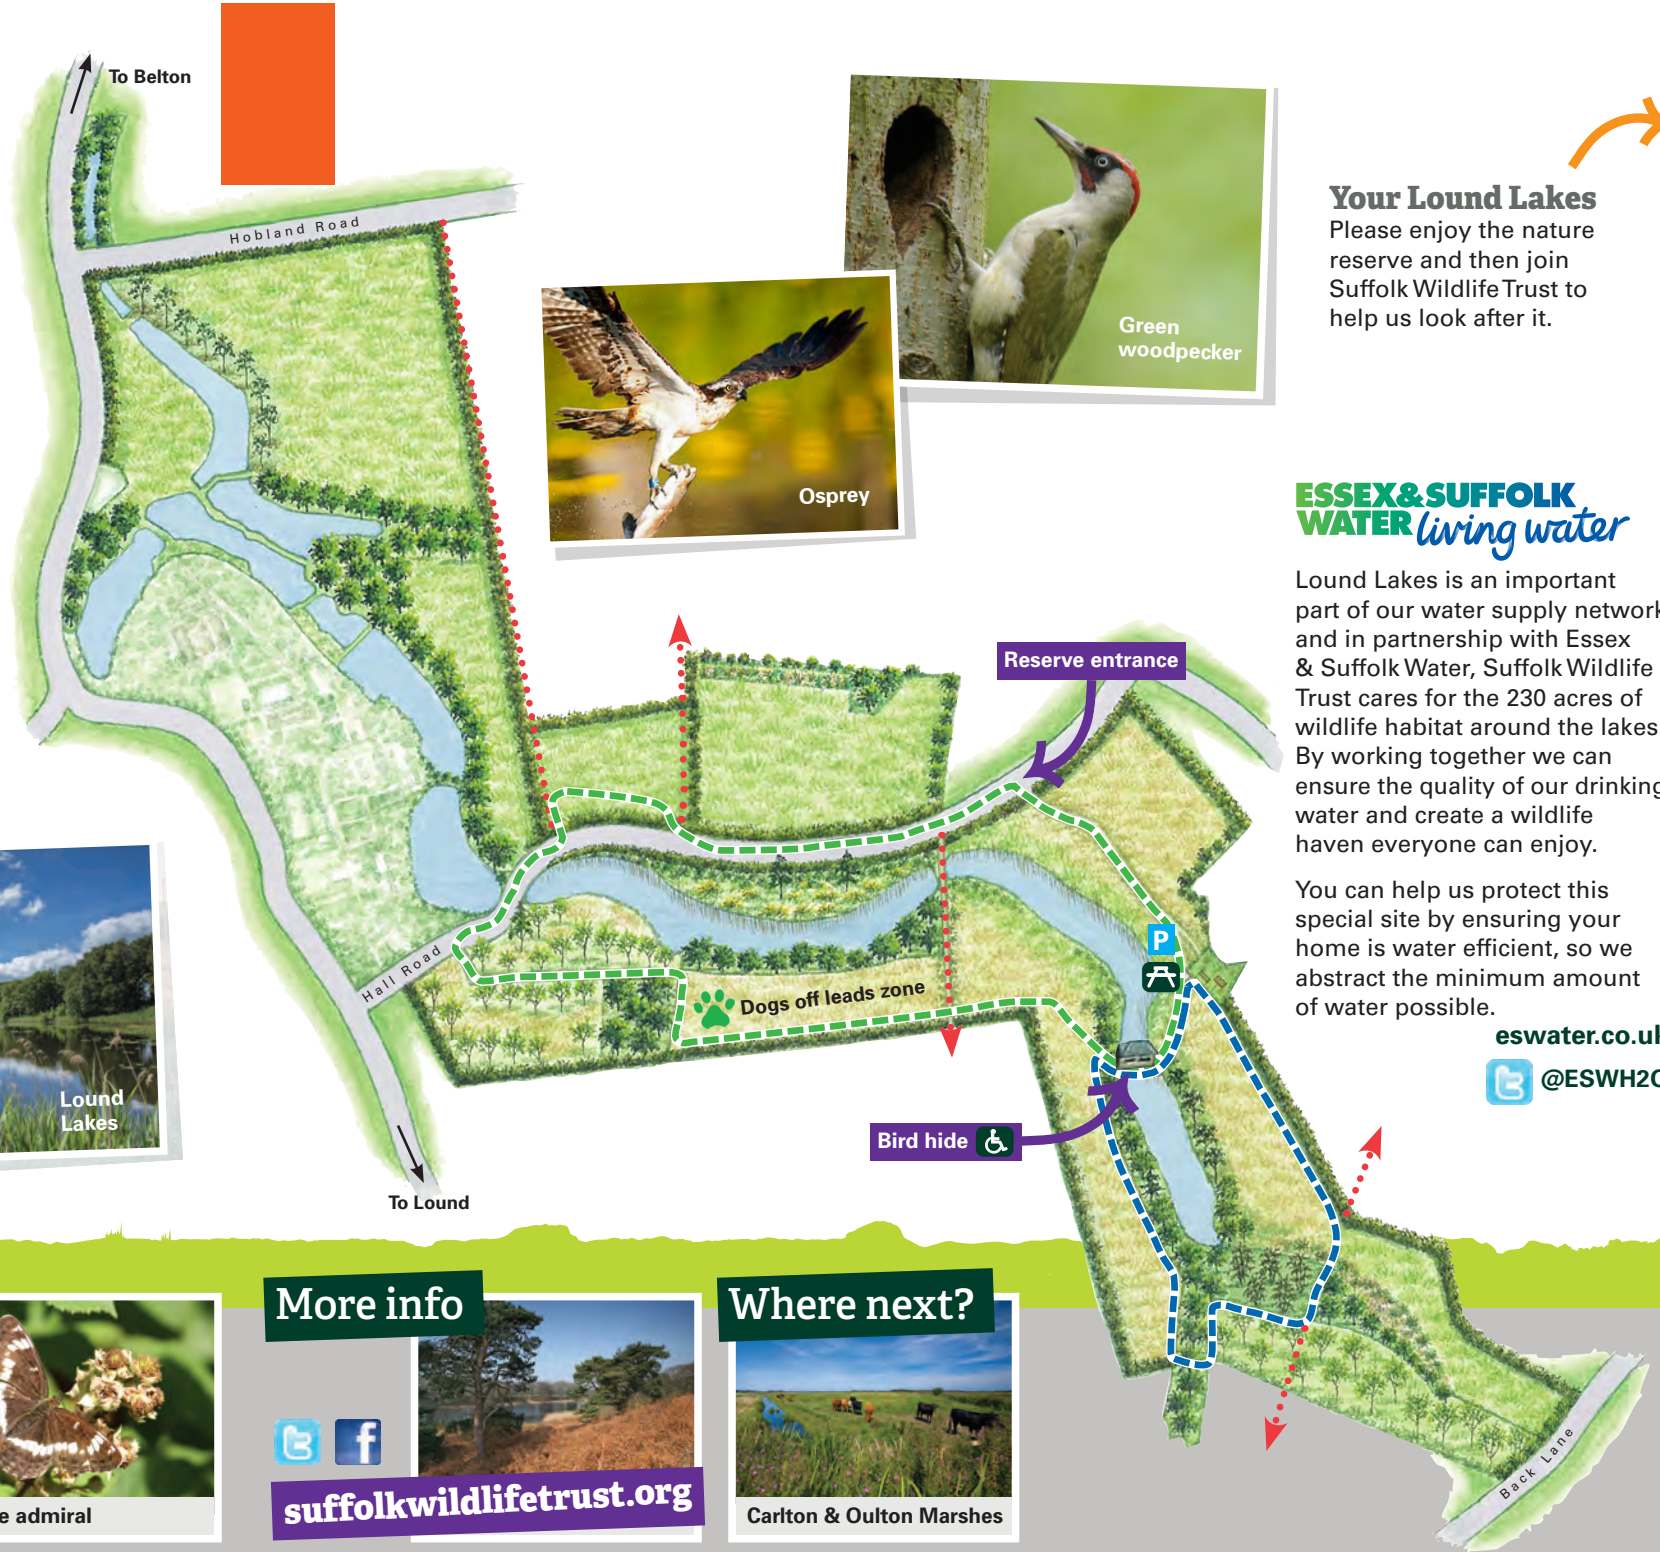 To Belton
Hobland Road
Green
woodpecker
Osprey
Your Lound Lakes
Please enjoy the nature
reserve and then join
Suffolk Wildlife Trust to
help us look after it.
ESSEX&SUFFOLK
WATER living water
Lound Lakes is an important
part of our water supply network
and in partnership with Essex
& Suffolk Water, Suffolk Wildlife
Trust cares for the 230 acres of
wildlife habitat around the lakes
By working together we can
ensure the quality of our drinking
water and create a wildlife
haven everyone can enjoy.
You can help us protect this
special site by ensuring your
home is water efficient, so we
abstract the minimum amount
of water possible.
eswater.co.uk
@ESWH2O
Reserve entrance
P
Hall Road
Dogs off leads zone
Bird hide
Lound
Lakes
To Lound
Back Lane
More info
suffolkwildlifetrust.org
Where next?
Carlton & Oulton Marshes
admiral